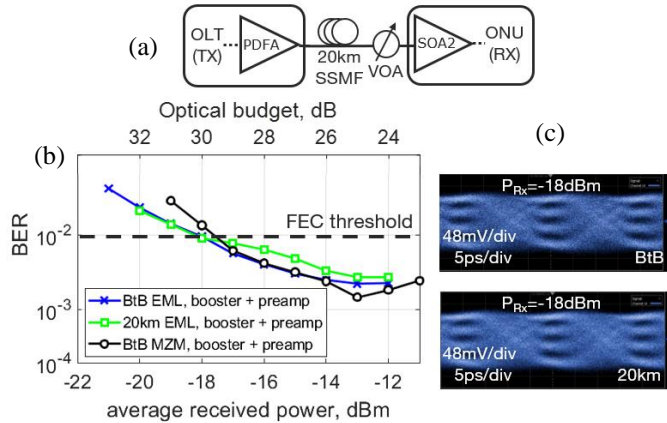 (a)
OLT
(TX)
PDFA
20km
SSMF
VOA
SOA2
ONU
(RX)
Optical budget, dB
32 30 28 26 24
(b)
BER
10-2
10-3
10-4
FEC threshold
BtB EML, booster + preamp
20km EML, booster + preamp
BtB MZM, booster + preamp
-22 -20 -18 -16 -14 -12
average received power, dBm
(c)
PRx=-18dBm
48mV/div
5ps/div
BtB
PRx=-18dBm
48mV/div
5ps/div
20km